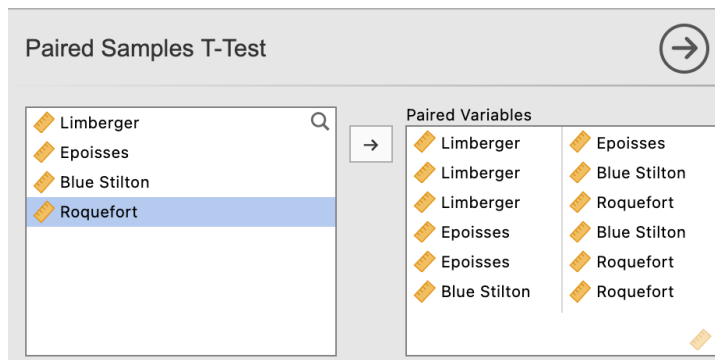 Paired Samples T-Test
Limberger
Epoisses
Blue Stilton
Roquefort
Paired Variables
Limberger Epoisses
Limberger Blue Stilton
Limberger Roquefort
Epoisses Blue Stilton
Epoisses Roquefort
Blue Stilton Roquefort